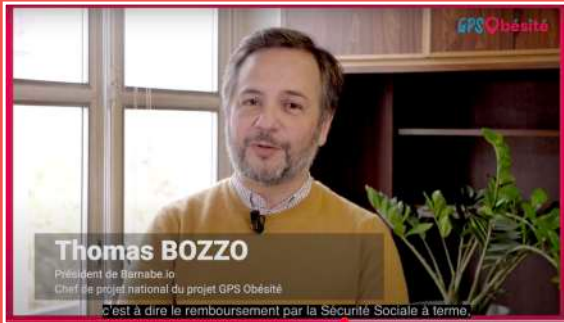 GPS Obésité
Thomas BOZZO
Président de Barnabe.io
Chef de projet national du projet GPS Obésité
c'est à dire le remboursement par la Sécurité Sociale à terme,